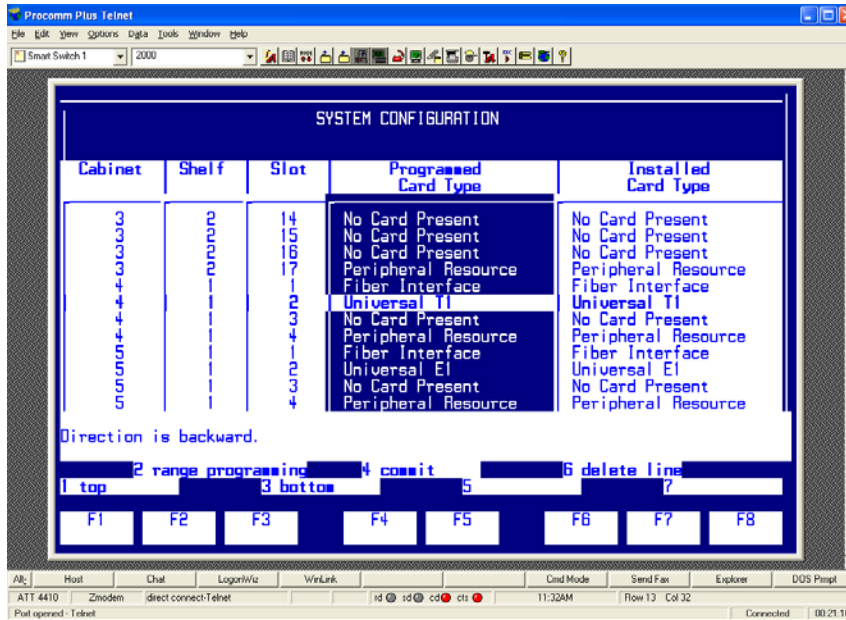 Procomm Plus Telnet
File Edit View Options Data Tools Window Help
Smart Switch 1 2000
SYSTEM CONFIGURATION
Cabinet Shelf Slot Programmed Card Type Installed Card Type
3 2 14 No Card Present No Card Present
3 2 15 No Card Present No Card Present
3 2 16 No Card Present No Card Present
3 2 17 Peripheral Resource Peripheral Resource
4 1 1 Fiber Interface Fiber Interface
4 1 2 Universal T1 Universal T1
4 1 3 No Card Present No Card Present
4 1 4 Peripheral Resource Peripheral Resource
5 1 1 Fiber Interface Fiber Interface
5 1 2 Universal E1 Universal E1
5 1 3 No Card Present No Card Present
5 1 4 Peripheral Resource Peripheral Resource
Direction is backward.
2 range programming 4 commit 6 delete line
1 top 3 bottom 5 7
F1 F2 F3 F4 F5 F6 F7 F8
Host Chat LogonWiz WinLink Cmd Mode Send Fax Explorer DOS Prmpt
ATT 4410 Zmodem direct connect-Telnet rd sd cd cts 11:32AM Row 13 Col 32
Port opened - Telnet Connected